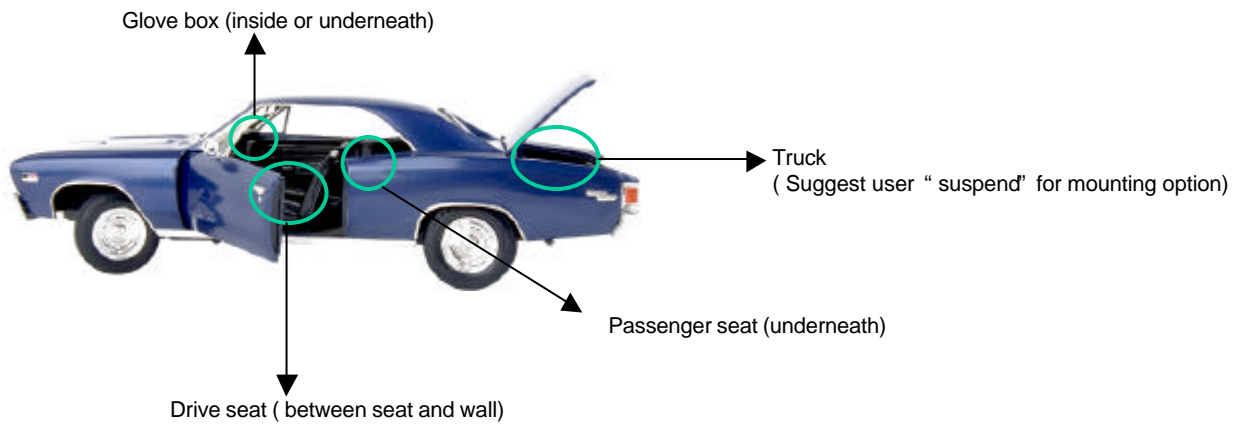 Glove box (inside or underneath)
Truck
( Suggest user “ suspend” for mounting option)
Passenger seat (underneath)
Drive seat ( between seat and wall)